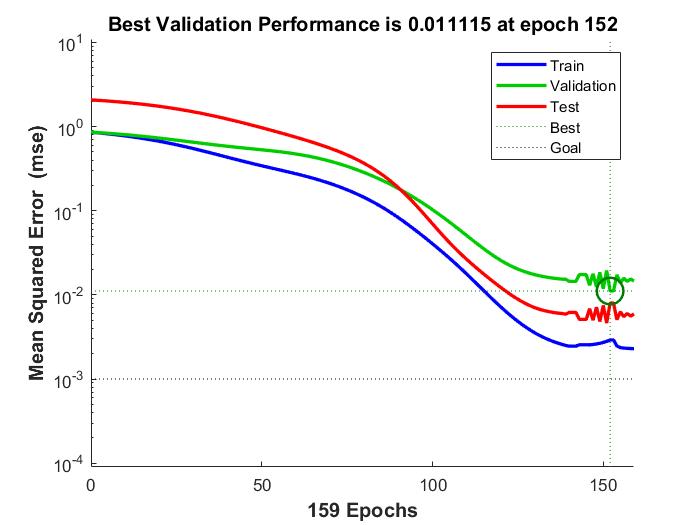 Best Validation Performance is 0.011115 at epoch 152
Mean Squared Error (mse)
10^1
10^0
10^-1
10^-2
10^-3
10^-4
Train
Validation
Test
Best
Goal
0
50
100
150
159 Epochs